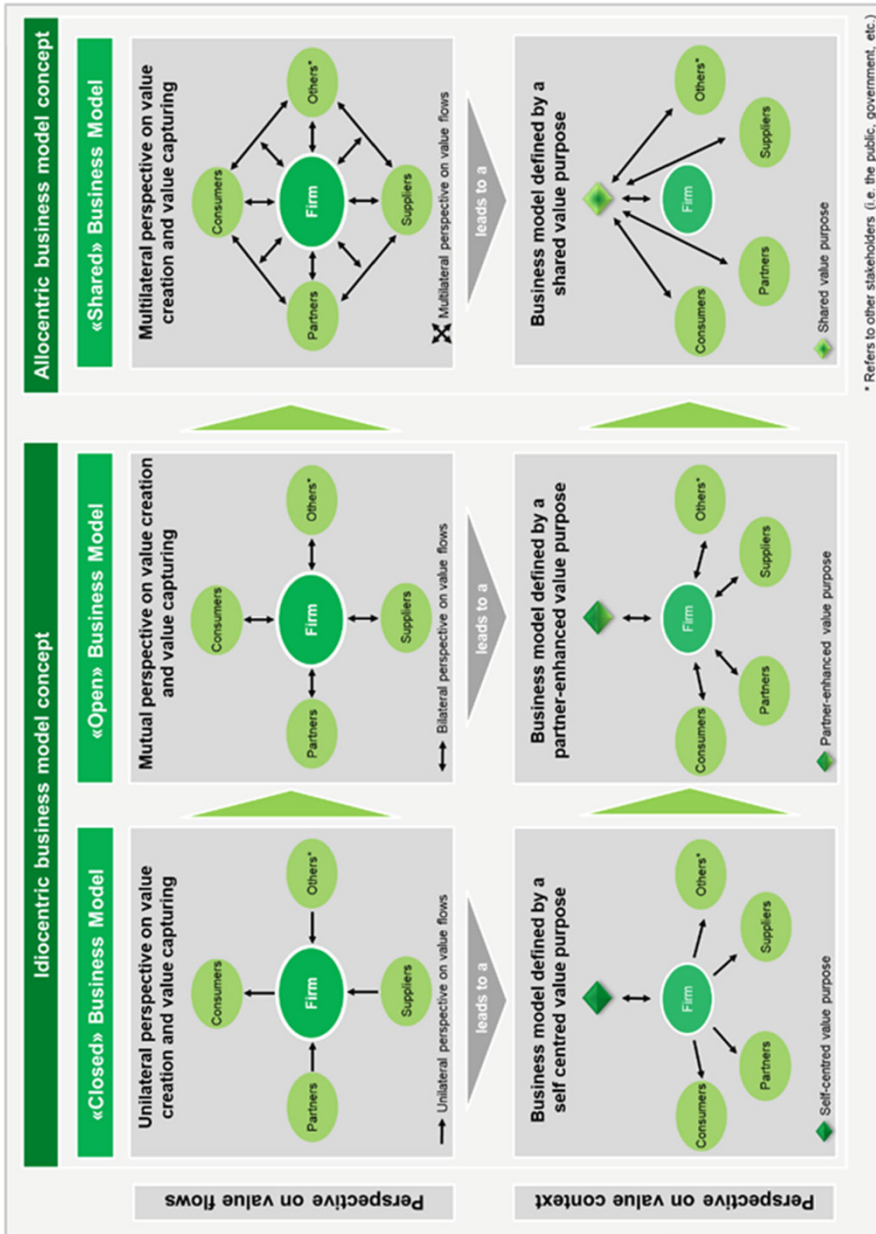 Idiocentric business model concept
Allocentric business model concept
«Closed» Business Model
«Open» Business Model
«Shared» Business Model
Perspective on value flows
Unilateral perspective on value
creation and value capturing
Consumers
Partners
Firm
Others*
Suppliers
Unilateral perspective on value flows
Mutual perspective on value creation
and value capturing
Consumers
Partners
Firm
Others*
Suppliers
Bilateral perspective on value flows
Multilateral perspective on value
creation and value capturing
Consumers
Partners
Firm
Others*
Suppliers
Multilateral perspective on value flows
leads to a
leads to a
leads to a
Perspective on value context
Business model defined by a
self centred value purpose
Consumers
Firm
Others*
Partners
Suppliers
Self-centred value purpose
Business model defined by a
partner-enhanced value purpose
Consumers
Firm
Others*
Partners
Suppliers
Partner-enhanced value purpose
Business model defined by a
shared value purpose
Consumers
Firm
Others*
Partners
Suppliers
Shared value purpose
* Refers to other stakeholders (i.e. the public, government, etc.)